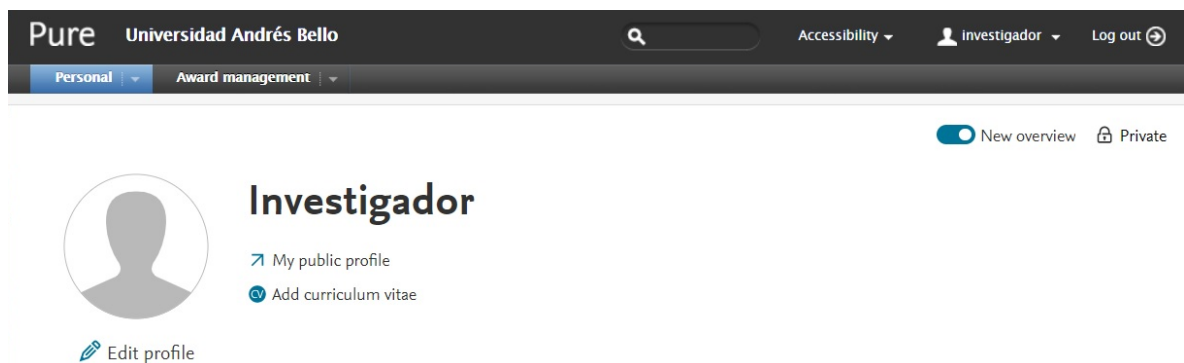 Pure Universidad Andrés Bello Accessibility investigador Log out
Personal Award management
New overview Private
Investigador
My public profile
CV Add curriculum vitae
Edit profile